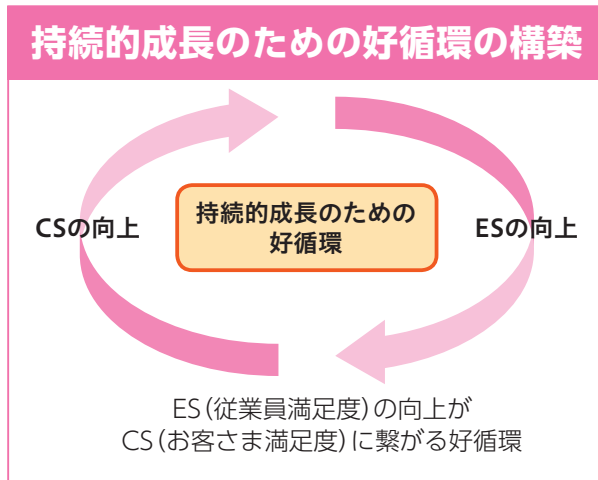 持続的成長のための好循環の構築
CSの向上
持続的成長のための
好循環
ESの向上
ES(従業員満足度)の向上が
CS(お客さま満足度)に繋がる好循環